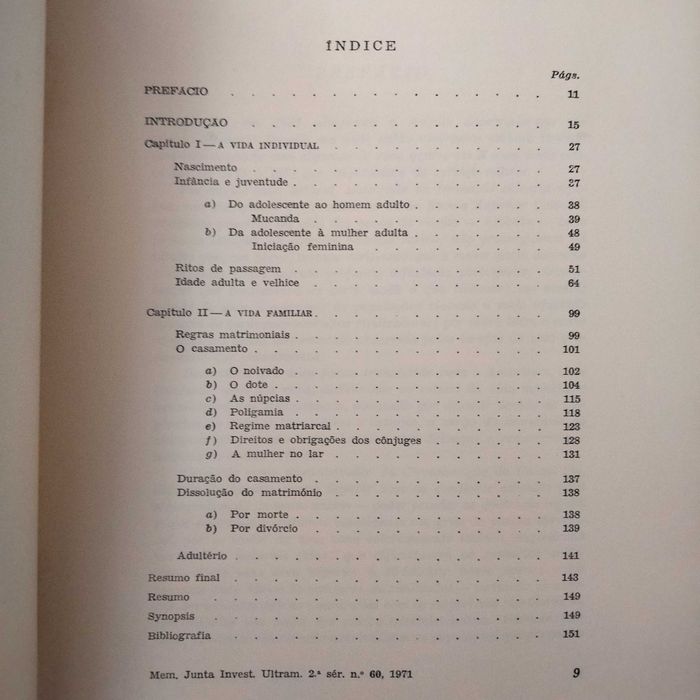 ÍNDICE
Págs.
PREFÁCIO . . . . . . . . . . . . . . . 11
INTRODUÇÃO . . . . . . . . . . . . . . 15
Capítulo I — A VIDA INDIVIDUAL . . . . . . . . . . . 27
Nascimento . . . . . . . . . . . . . . 27
Infância e juventude . . . . . . . . . . . . 27
a) Do adolescente ao homem adulto . . . . . . . 38
Mucanda . . . . . . . . . . . 39
b) Da adolescente à mulher adulta . . . . . . . 48
Iniciação feminina . . . . . . . . 49
Ritos de passagem . . . . . . . . . . . . 51
Idade adulta e velhice . . . . . . . . . . . 64
Capítulo II — A VIDA FAMILIAR . . . . . . . . . . . 99
Regras matrimoniais . . . . . . . . . . . . 99
O casamento . . . . . . . . . . . . . 101
a) O noivado . . . . . . . . . . . . 102
b) O dote . . . . . . . . . . . . 104
c) As núpcias . . . . . . . . . . . 115
d) Poligamia . . . . . . . . . . . 118
e) Regime matriarcal . . . . . . . . . 123
f) Direitos e obrigações dos cônjuges . . . . . . 128
g) A mulher no lar . . . . . . . . . . 131
Duração do casamento . . . . . . . . . . . 137
Dissolução do matrimónio . . . . . . . . . . 138
a) Por morte . . . . . . . . . . . 138
b) Por divórcio . . . . . . . . . . . 139
Adultério . . . . . . . . . . . . . . 141
Resumo final . . . . . . . . . . . . . . 143
Resumo . . . . . . . . . . . . . . . 149
Synopsis . . . . . . . . . . . . . . . 149
Bibliografia . . . . . . . . . . . . . . 151
Mem. Junta Invest. Ultram. 2.ª sér. n.º 60, 1971 9